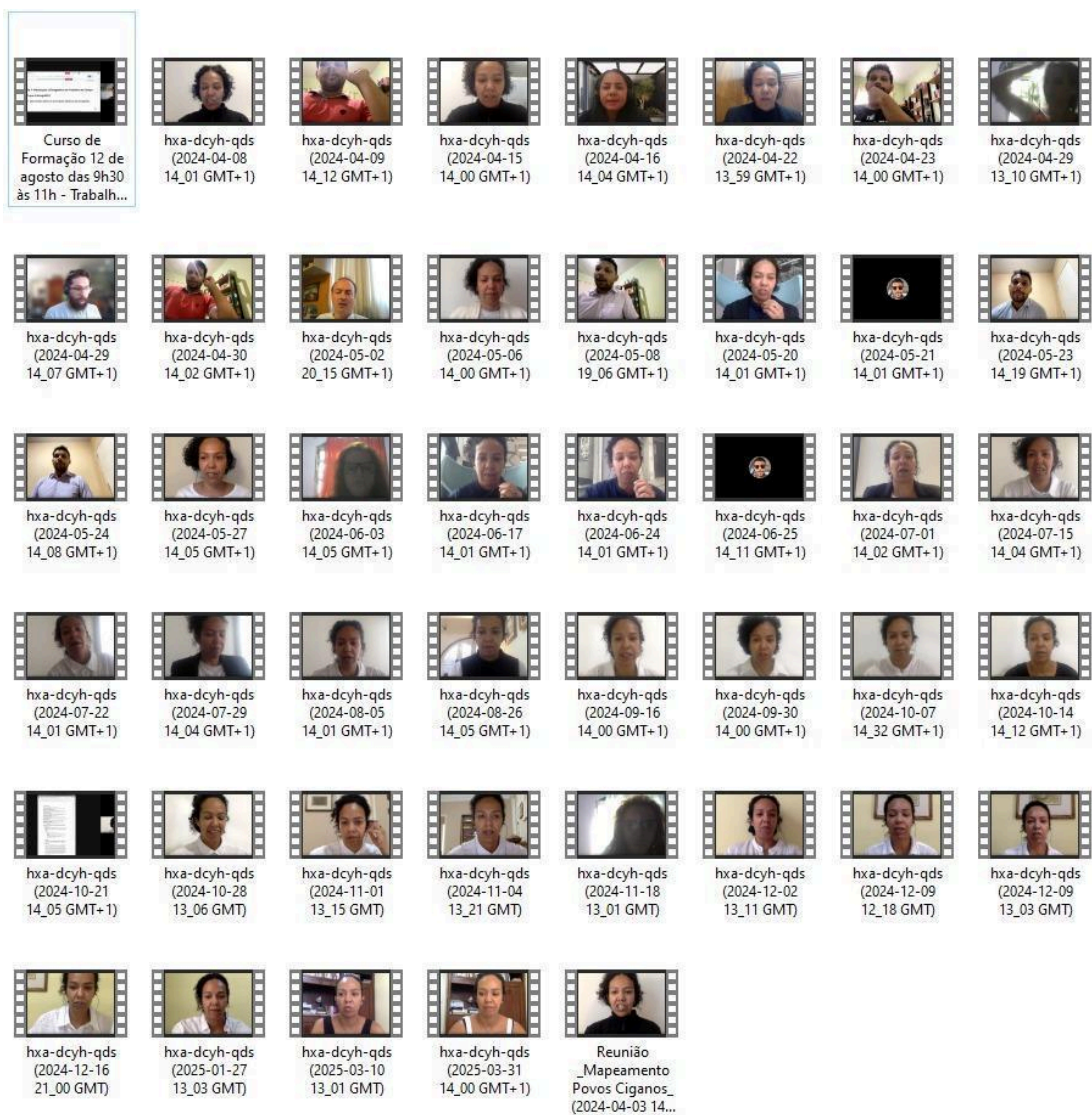 Curso de
Formação 12 de
agosto das 9h30
às 11h - Trabalh...
hxa-dcyh-qds
(2024-04-08
14_01 GMT+1)
hxa-dcyh-qds
(2024-04-09
14_12 GMT+1)
hxa-dcyh-qds
(2024-04-15
14_00 GMT+1)
hxa-dcyh-qds
(2024-04-16
14_04 GMT+1)
hxa-dcyh-qds
(2024-04-22
13_59 GMT+1)
hxa-dcyh-qds
(2024-04-23
14_00 GMT+1)
hxa-dcyh-qds
(2024-04-29
13_10 GMT+1)
hxa-dcyh-qds
(2024-04-29
14_07 GMT+1)
hxa-dcyh-qds
(2024-04-30
14_02 GMT+1)
hxa-dcyh-qds
(2024-05-02
20_15 GMT+1)
hxa-dcyh-qds
(2024-05-06
14_00 GMT+1)
hxa-dcyh-qds
(2024-05-08
19_06 GMT+1)
hxa-dcyh-qds
(2024-05-20
14_01 GMT+1)
hxa-dcyh-qds
(2024-05-21
14_01 GMT+1)
hxa-dcyh-qds
(2024-05-23
14_19 GMT+1)
hxa-dcyh-qds
(2024-05-24
14_08 GMT+1)
hxa-dcyh-qds
(2024-05-27
14_05 GMT+1)
hxa-dcyh-qds
(2024-06-03
14_05 GMT+1)
hxa-dcyh-qds
(2024-06-17
14_01 GMT+1)
hxa-dcyh-qds
(2024-06-24
14_01 GMT+1)
hxa-dcyh-qds
(2024-06-25
14_11 GMT+1)
hxa-dcyh-qds
(2024-07-01
14_02 GMT+1)
hxa-dcyh-qds
(2024-07-15
14_04 GMT+1)
hxa-dcyh-qds
(2024-07-22
14_01 GMT+1)
hxa-dcyh-qds
(2024-07-29
14_04 GMT+1)
hxa-dcyh-qds
(2024-08-05
14_01 GMT+1)
hxa-dcyh-qds
(2024-08-26
14_05 GMT+1)
hxa-dcyh-qds
(2024-09-16
14_00 GMT+1)
hxa-dcyh-qds
(2024-09-30
14_00 GMT+1)
hxa-dcyh-qds
(2024-10-07
14_32 GMT+1)
hxa-dcyh-qds
(2024-10-14
14_12 GMT+1)
hxa-dcyh-qds
(2024-10-21
14_05 GMT+1)
hxa-dcyh-qds
(2024-10-28
13_06 GMT)
hxa-dcyh-qds
(2024-11-01
13_15 GMT)
hxa-dcyh-qds
(2024-11-04
13_21 GMT)
hxa-dcyh-qds
(2024-11-18
13_01 GMT)
hxa-dcyh-qds
(2024-12-02
13_11 GMT)
hxa-dcyh-qds
(2024-12-09
12_18 GMT)
hxa-dcyh-qds
(2024-12-09
13_03 GMT)
hxa-dcyh-qds
(2024-12-16
21_00 GMT)
hxa-dcyh-qds
(2025-01-27
13_03 GMT)
hxa-dcyh-qds
(2025-03-10
13_01 GMT)
hxa-dcyh-qds
(2025-03-31
14_00 GMT+1)
Reunião
_Mapeamento
Povos Ciganos_
(2024-04-03 14...